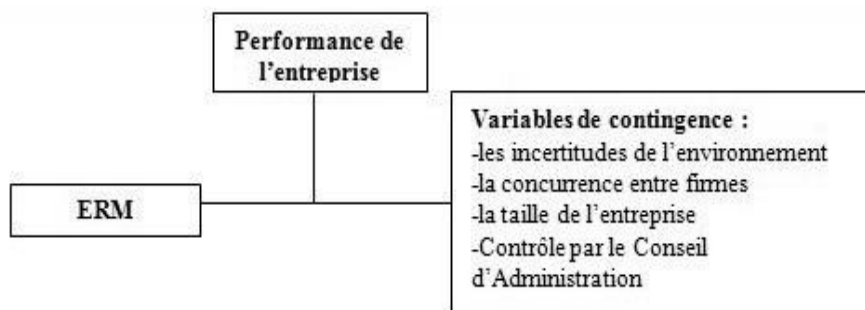 Performance de
l'entreprise
Variables de contingence :
-les incertitudes de l'environnement
-la concurrence entre firmes
-la taille de l'entreprise
-Contrôle par le Conseil
d'Administration
ERM